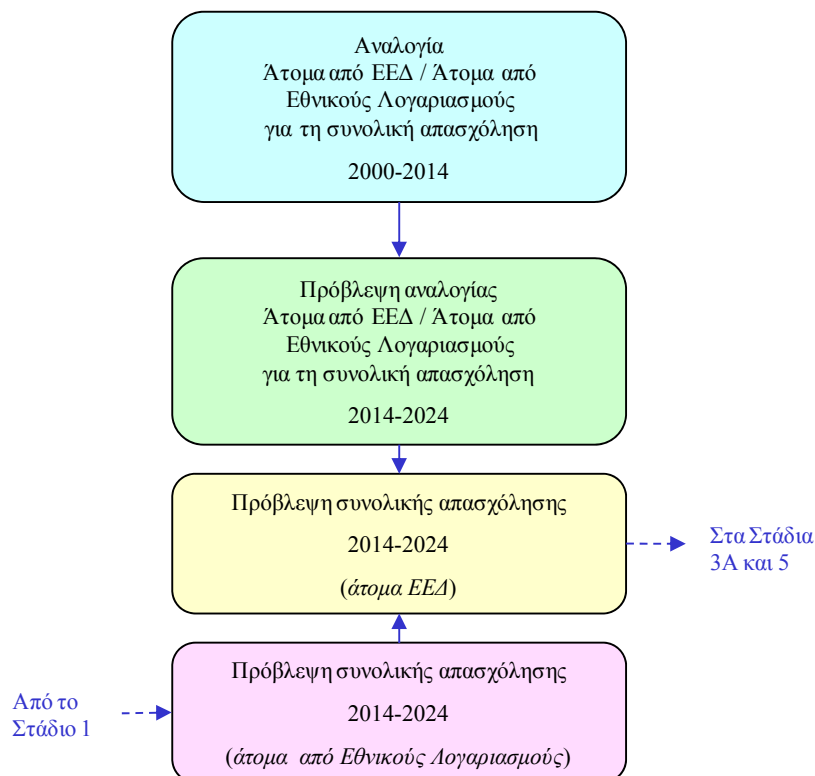 Αναλογία
Άτομα από ΕΕΔ / Άτομα από
Εθνικούς Λογαριασμούς
για τη συνολική απασχόληση
2000-2014
Πρόβλεψη αναλογίας
Άτομα από ΕΕΔ / Άτομα από
Εθνικούς Λογαριασμούς
για τη συνολική απασχόληση
2014-2024
Πρόβλεψη συνολικής απασχόλησης
2014-2024
(άτομα ΕΕΔ)
Στα Στάδια
3Α και 5
Πρόβλεψη συνολικής απασχόλησης
2014-2024
(άτομα από Εθνικούς Λογαριασμούς)
Από το
Στάδιο 1